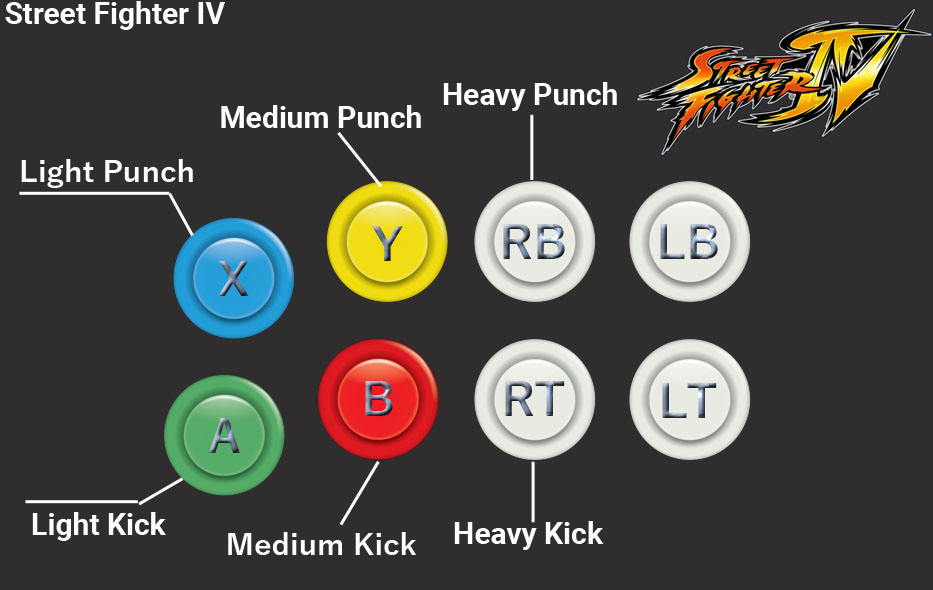 Street Fighter IV
STREET
FIGHTER IV
Heavy Punch
Medium Punch
Light Punch
X
Y
RB
LB
A
B
RT
LT
Light Kick
Medium Kick
Heavy Kick